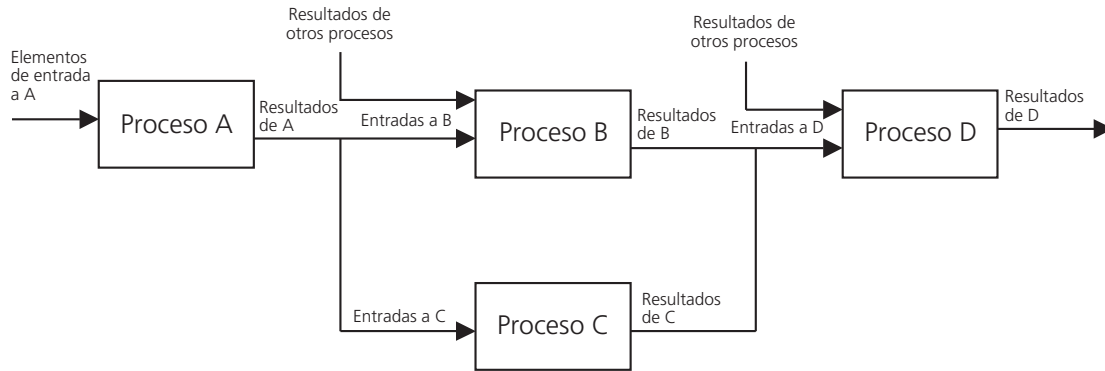 Resultados de
otros procesos
Resultados de
otros procesos
Elementos
de entrada
a A
Proceso A
Resultados
de A
Entradas a B
Proceso B
Resultados
de B
Entradas a D
Proceso D
Resultados
de D
Entradas a C
Proceso C
Resultados
de C